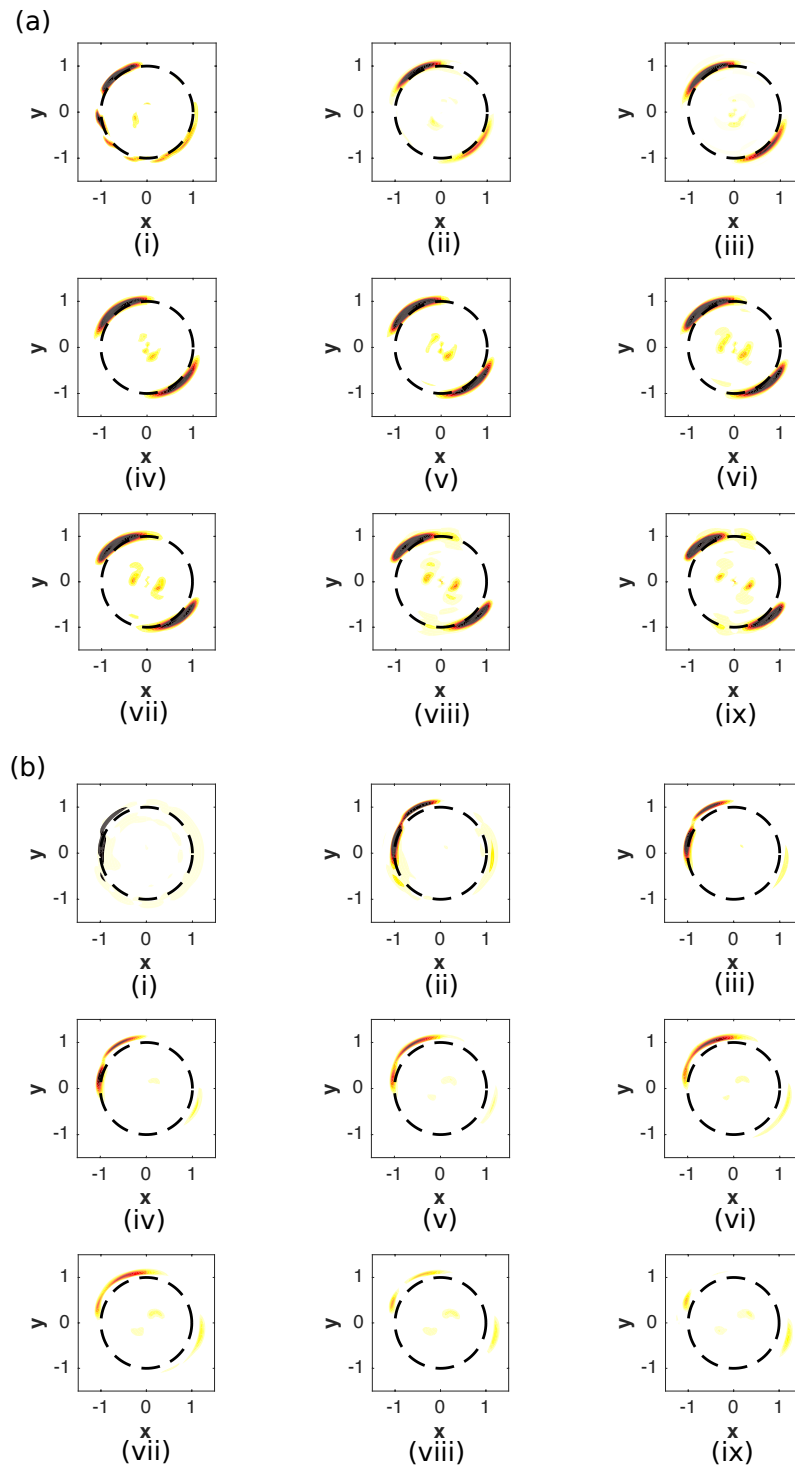 (a)
1 1 1
y 0 y 0 y 0
-1 -1 -1
-1 0 1 -1 0 1 -1 0 1
x x x
(i) (ii) (iii)
1 1 1
y 0 y 0 y 0
-1 -1 -1
-1 0 1 -1 0 1 -1 0 1
x x x
(iv) (v) (vi)
1 1 1
y 0 y 0 y 0
-1 -1 -1
-1 0 1 -1 0 1 -1 0 1
x x x
(vii) (viii) (ix)
(b)
1 1 1
y 0 y 0 y 0
-1 -1 -1
-1 0 1 -1 0 1 -1 0 1
x x x
(i) (ii) (iii)
1 1 1
y 0 y 0 y 0
-1 -1 -1
-1 0 1 -1 0 1 -1 0 1
x x x
(iv) (v) (vi)
1 1 1
y 0 y 0 y 0
-1 -1 -1
-1 0 1 -1 0 1 -1 0 1
x x x
(vii) (viii) (ix)